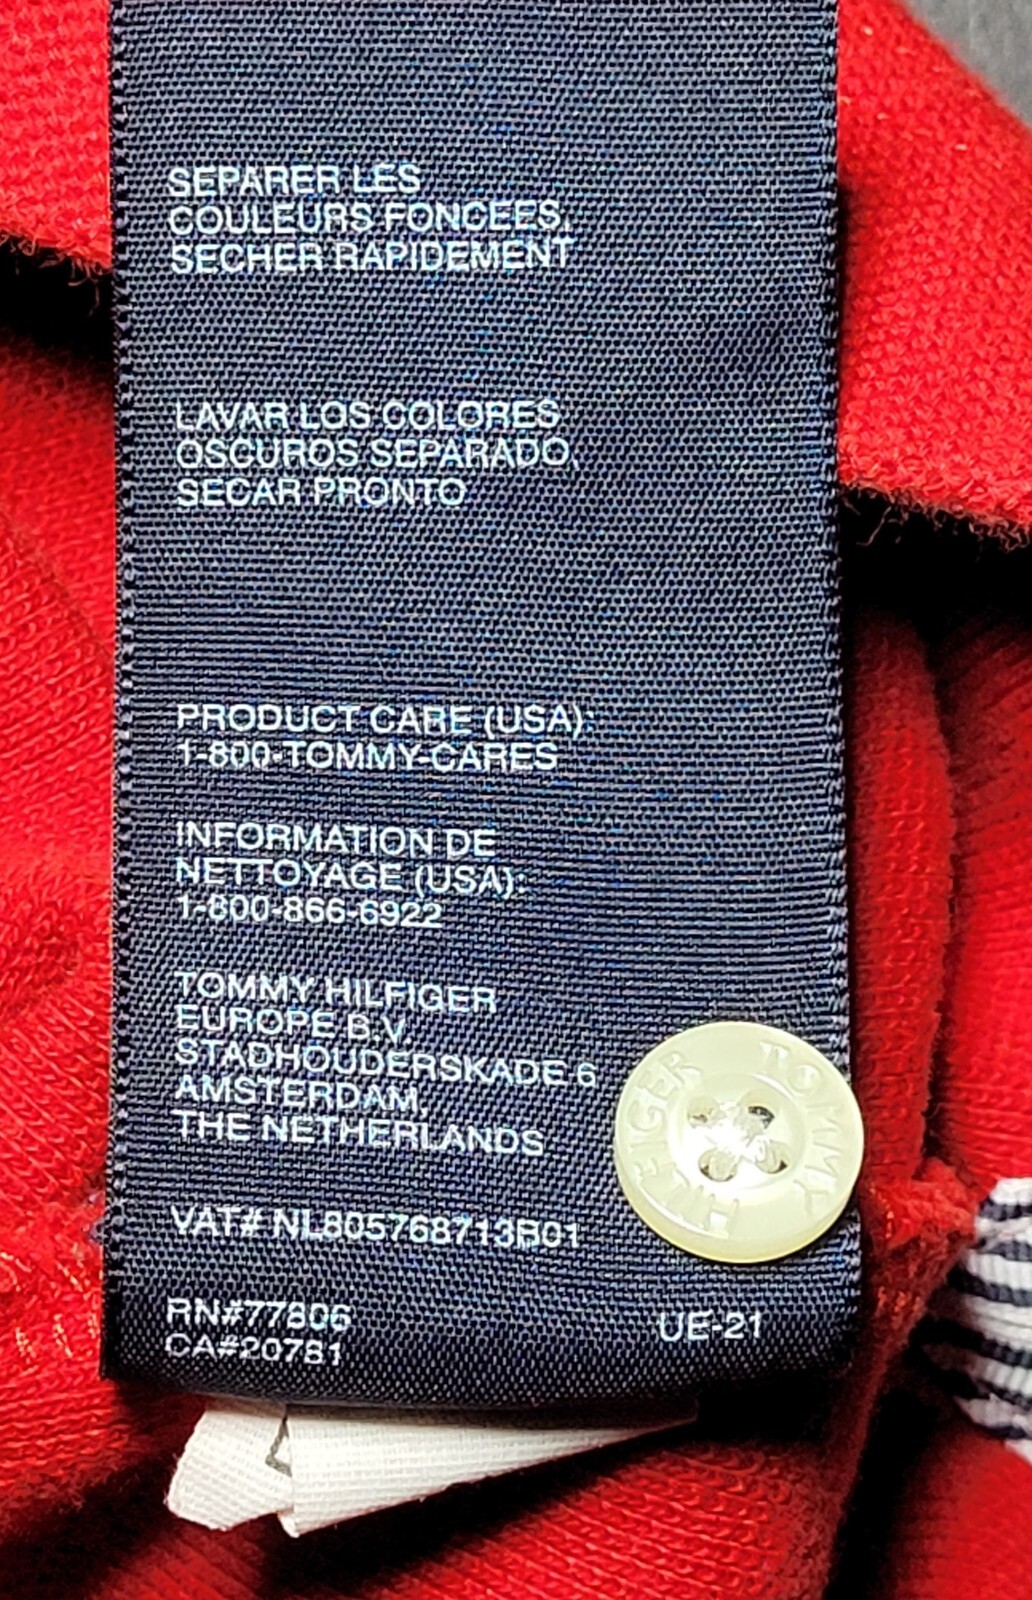 SEPARER LES
COULEURS FONCEES,
SECHER RAPIDEMENT
LAVAR LOS COLORES
OSCUROS SEPARADO,
SECAR PRONTO
PRODUCT CARE (USA):
1-800-TOMMY-CARES
INFORMATION DE
NETTOYAGE (USA):
1-800-866-6922
TOMMY HILFIGER
EUROPE B.V.
STADHOUDERSKADE 6
AMSTERDAM,
THE NETHERLANDS
TOMMY HILFIGER
VAT# NL805768713B01
RN#77806
CA#20781
UE-21